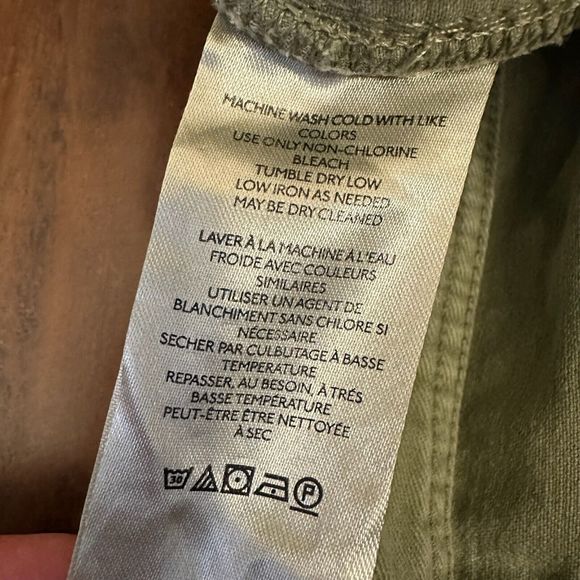 MACHINE WASH COLD WITH LIKE
COLORS
USE ONLY NON-CHLORINE
BLEACH
TUMBLE DRY LOW
LOW IRON AS NEEDED
MAY BE DRY CLEANED
LAVER À LA MACHINE À L'EAU
FROIDE AVEC COULEURS
SIMILAIRES
UTILISER UN AGENT DE
BLANCHIMENT SANS CHLORE SI
NÉCESSAIRE
SECHER PAR CULBUTAGE À BASSE
TEMPERATURE
REPASSER, AU BESOIN, À TRÉS
BASSE TEMPÉRATURE
PEUT-ÊTRE ÊTRE NETTOYÉE
À SEC
30 P